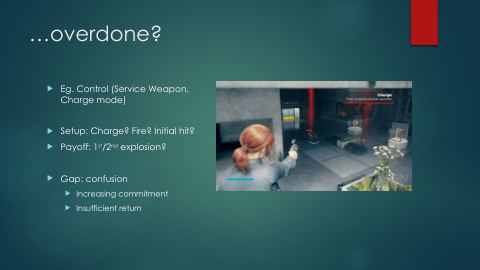 …overdone?
Eg. Control (Service Weapon,
Charge mode)
Setup: Charge? Fire? Initial hit?
Payoff: 1st/2nd explosion?
Gap: confusion
Increasing commitment
Insufficient return
Charge